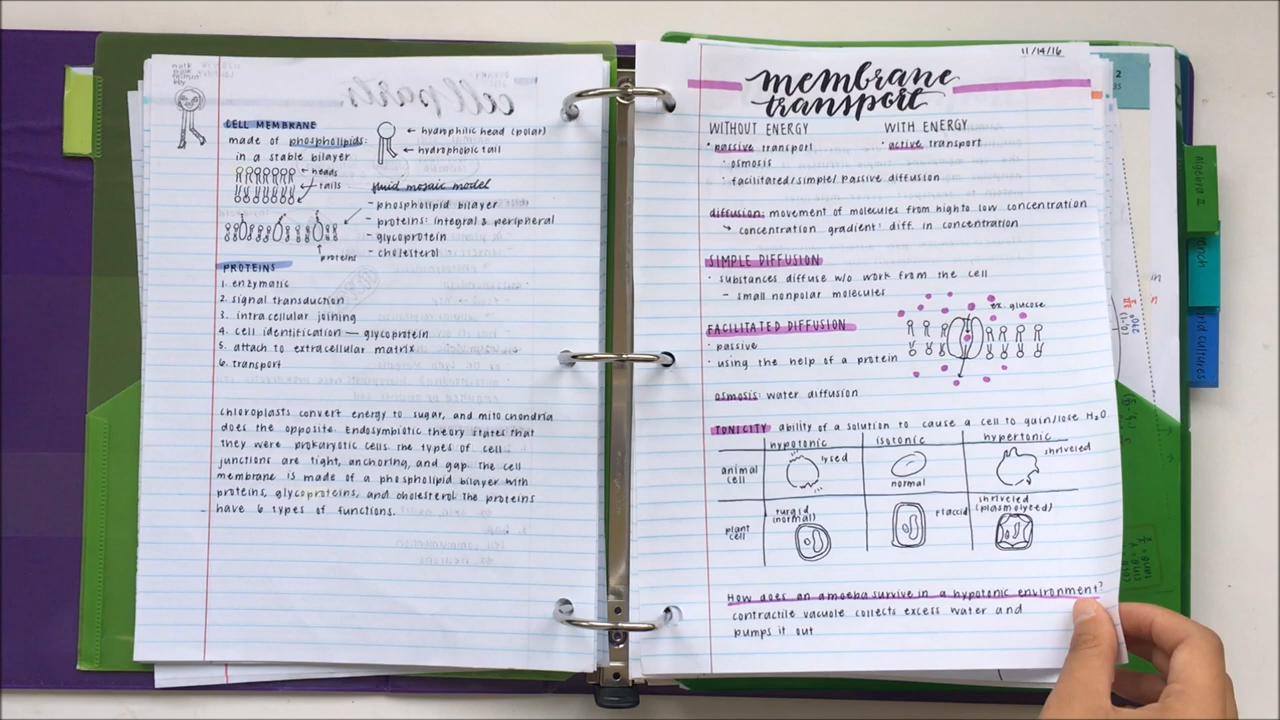 CELL MEMBRANE
made of phospholipids:
in a stable bilayer
← heads
tails
← hydrophilic head (polar)
← hydrophobic tail
fluid mosaic model
- phospholipid bilayer
- proteins: integral & peripheral
- glycoprotein
- cholesterol
proteins
PROTEINS
1. enzymatic
2. signal transduction
3. intracellular joining
4. cell identification — glycoprotein
5. attach to extracellular matrix
6. transport
chloroplasts convert energy to sugar, and mitochondria
does the opposite. Endosymbiotic theory states that
they were prokaryotic cells. the types of cell
junctions are tight, anchoring, and gap. the cell
membrane is made of a phospholipid bilayer with
proteins, glycoproteins, and cholesterol. the proteins
have 6 types of functions.
11/14/16
membrane
transport
WITHOUT ENERGY
• passive transport
• osmosis
• facilitated/simple/passive diffusion
WITH ENERGY
• active transport
diffusion: movement of molecules from high to low concentration
↳ concentration gradient: diff. in concentration
SIMPLE DIFFUSION
• substances diffuse w/o work from the cell
- small nonpolar molecules
ex. glucose
FACILITATED DIFFUSION
• passive
• using the help of a protein
osmosis: water diffusion
TONICITY ability of a solution to cause a cell to gain/lose H₂O
hypotonic isotonic hypertonic
animal cell lysed normal shriveled
plant cell turgid (normal) flaccid shriveled (plasmolyzed)
How does an amoeba survive in a hypotonic environment?
contractile vacuole collects excess water and
pumps it out
algebra II